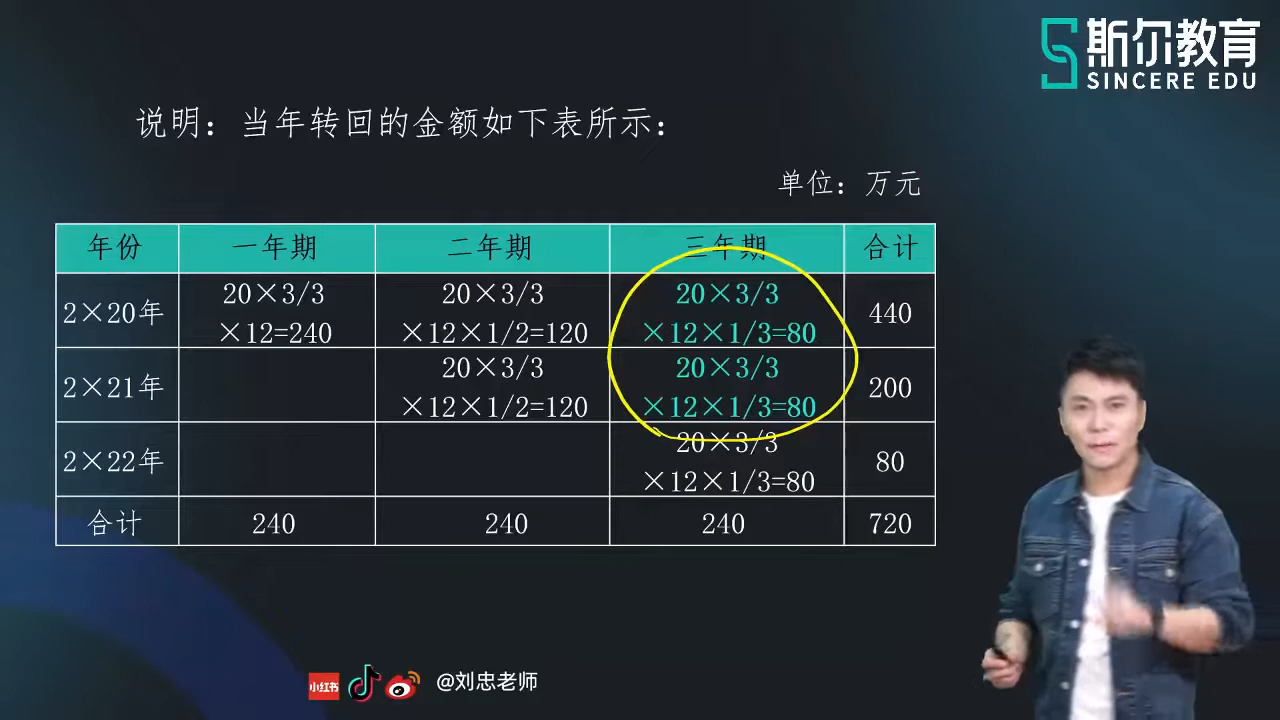 斯尔教育
SINCERE EDU
说明：当年转回的金额如下表所示：
单位：万元
年份 一年期 二年期 三年期 合计
2×20年 20×3/3 ×12=240 20×3/3 ×12×1/2=120 20×3/3 ×12×1/3=80 440
2×21年 20×3/3 ×12×1/2=120 20×3/3 ×12×1/3=80 200
2×22年 20×3/3 ×12×1/3=80 80
合计 240 240 240 720
小红书 @刘忠老师